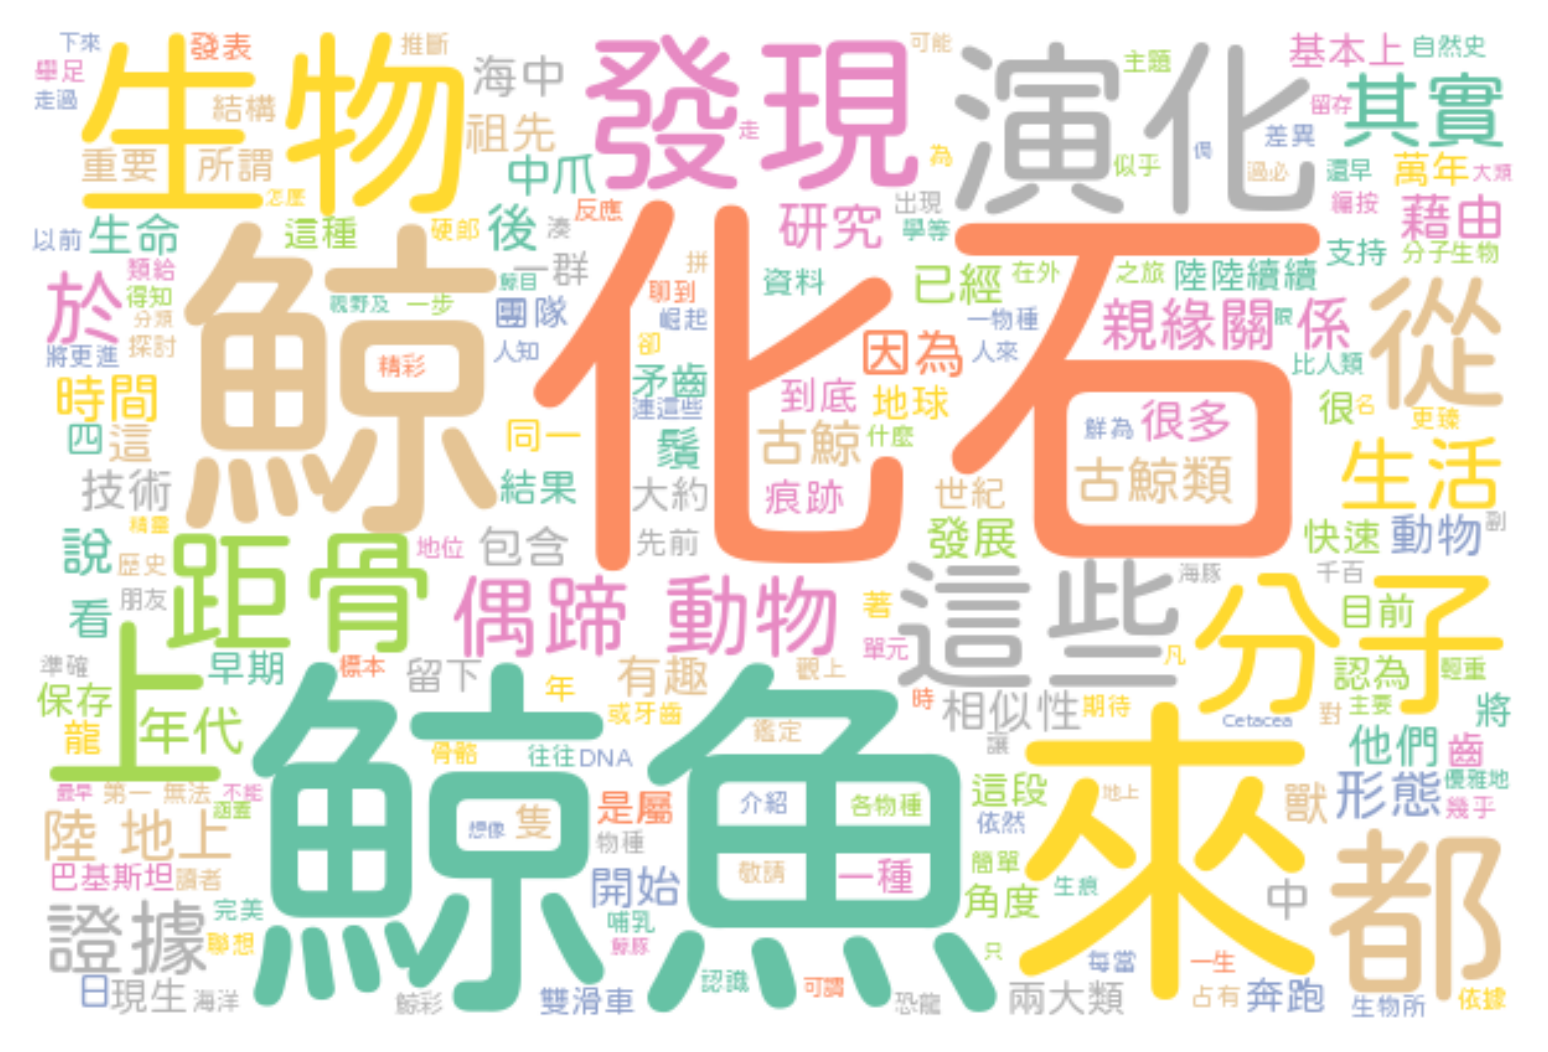 下來
發表
推斷
可能
主題
基本上
自然史
舉足
走過
生物
海中
發現
演化
其實
結構
祖先
走
留存
差異
重要
所謂
中爪
為
似乎
偶
過必
還早
萬年
大類
怎麼
以前
生命
這種
硬郎
後
湊
反應
研究
出現
學等
編按
藉由
支持
分子生物
類給
得知
分類
探討
將更進
於
鯨
親野及
一步
一群
鯨目
團隊
人知
化石
拼
聊到
崛起
卻
資料
已經
在外
之旅
陸陸續續
一物種
人來
親緣關係
眼
比人類
從
精彩
因為
矛齒
連這些
到底
地球
鮮為
很多
很
名
更臻
時間
四
這
同一
鬚
古鯨
什麼
古鯨類
生活
技術
結果
大約
痕跡
世紀
精靈
說
歷史
距骨
地位
包含
先前
發展
快速
動物
副
看
朋友
偶蹄
動物
著
單元
這些
海豚
千百
分子
目前
凡
準確
上
早期
標本
留下
有趣
觀上
時
相似性
期待
Cetacea
認為
輕重
對
主要
將
保存
龍
年代
年
或牙齒
鑑定
讓
他們
齒
骨骼
往往
DNA
最早
第一
無法
不能
涵蓋
鯨魚
想像
隻
是屬
介紹
各物種
這段
依然
來
地上
獸
形態
優雅地
幾乎
陸
地上
物種
巴基斯坦
讀者
開始
敬請
一種
簡單
角度
生痕
中
都
證據
完美
聯想
哺乳
鯨豚
只
每當
一生
日
現生
海洋
鯨彩
雙滑車
認識
可謂
恐龍
兩大類
占有
奔跑
生物所
依據